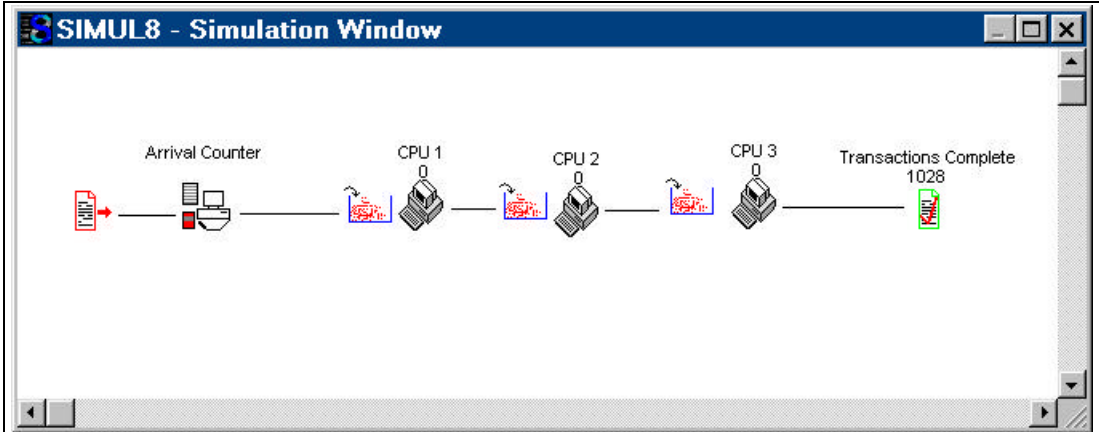 SIMUL8 - Simulation Window
Arrival Counter
CPU 1
0
CPU 2
0
CPU 3
0
Transactions Complete
1028